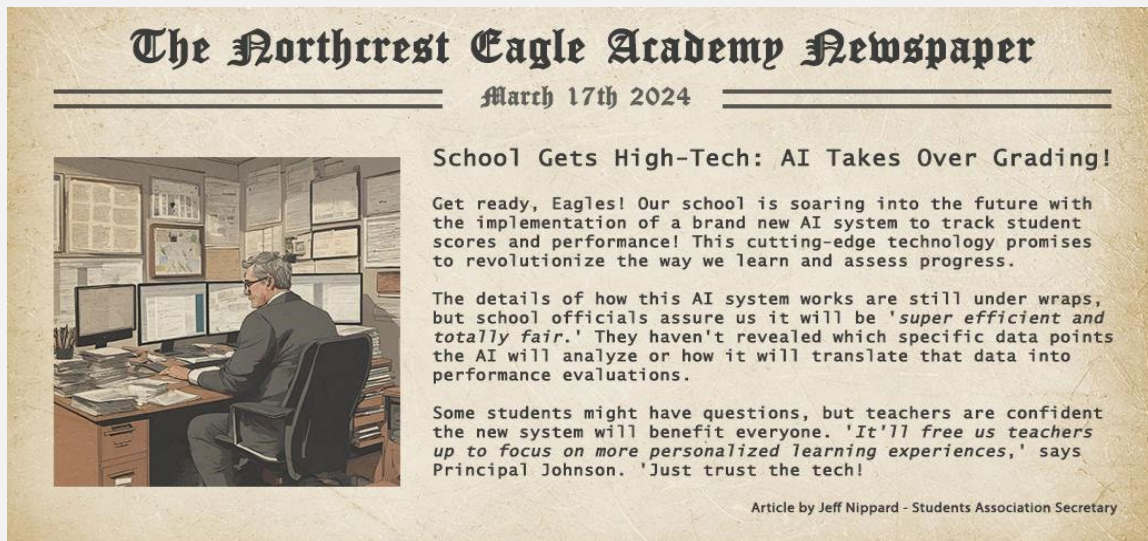 The Northcrest Eagle Academy Newspaper
March 17th 2024
School Gets High-Tech: AI Takes Over Grading!
Get ready, Eagles! Our school is soaring into the future with
the implementation of a brand new AI system to track student
scores and performance! This cutting-edge technology promises
to revolutionize the way we learn and assess progress.
The details of how this AI system works are still under wraps,
but school officials assure us it will be 'super efficient and
totally fair.' They haven't revealed which specific data points
the AI will analyze or how it will translate that data into
performance evaluations.
Some students might have questions, but teachers are confident
the new system will benefit everyone. 'It'll free us teachers
up to focus on more personalized learning experiences,' says
Principal Johnson. 'Just trust the tech!
Article by Jeff Nippard - Students Association Secretary